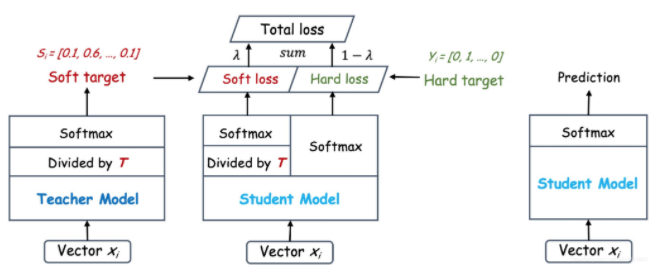 Total loss
λ sum 1 − λ
Sᵢ = [0.1, 0.6, ..., 0.1]
Yᵢ = [0, 1, ..., 0]
Soft target
Soft loss
Hard loss
Hard target
Prediction
Softmax
Divided by T
Teacher Model
Vector xᵢ
Softmax
Divided by T
Softmax
Student Model
Vector xᵢ
Softmax
Student Model
Vector xᵢ